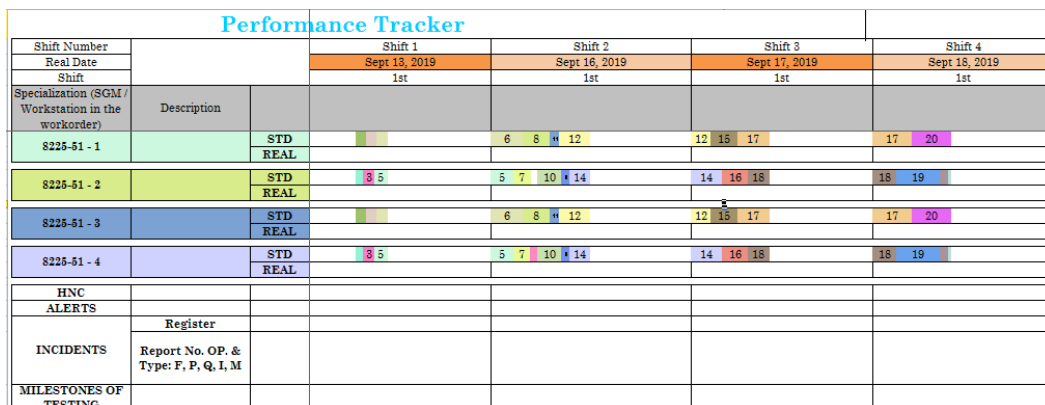 Performance Tracker
Shift Number Shift 1 Shift 2 Shift 3 Shift 4
Real Date Sept 13, 2019 Sept 16, 2019 Sept 17, 2019 Sept 18, 2019
Shift 1st 1st 1st 1st
Specialization (SGM /
Workstation in the
workorder)
Description
8225-51 - 1
STD 6 8 12 12 15 17 17 20
REAL
8225-51 - 2
STD 3 5 5 7 10 14 14 16 18 18 19
REAL
8225-51 - 3
STD 6 8 12 12 15 17 17 20
REAL
8225-51 - 4
STD 3 5 5 7 10 14 14 16 18 18 19
REAL
HNC
ALERTS
INCIDENTS
Register
Report No. OP. &
Type: F, P, Q, I, M
MILESTONES OF
TESTING